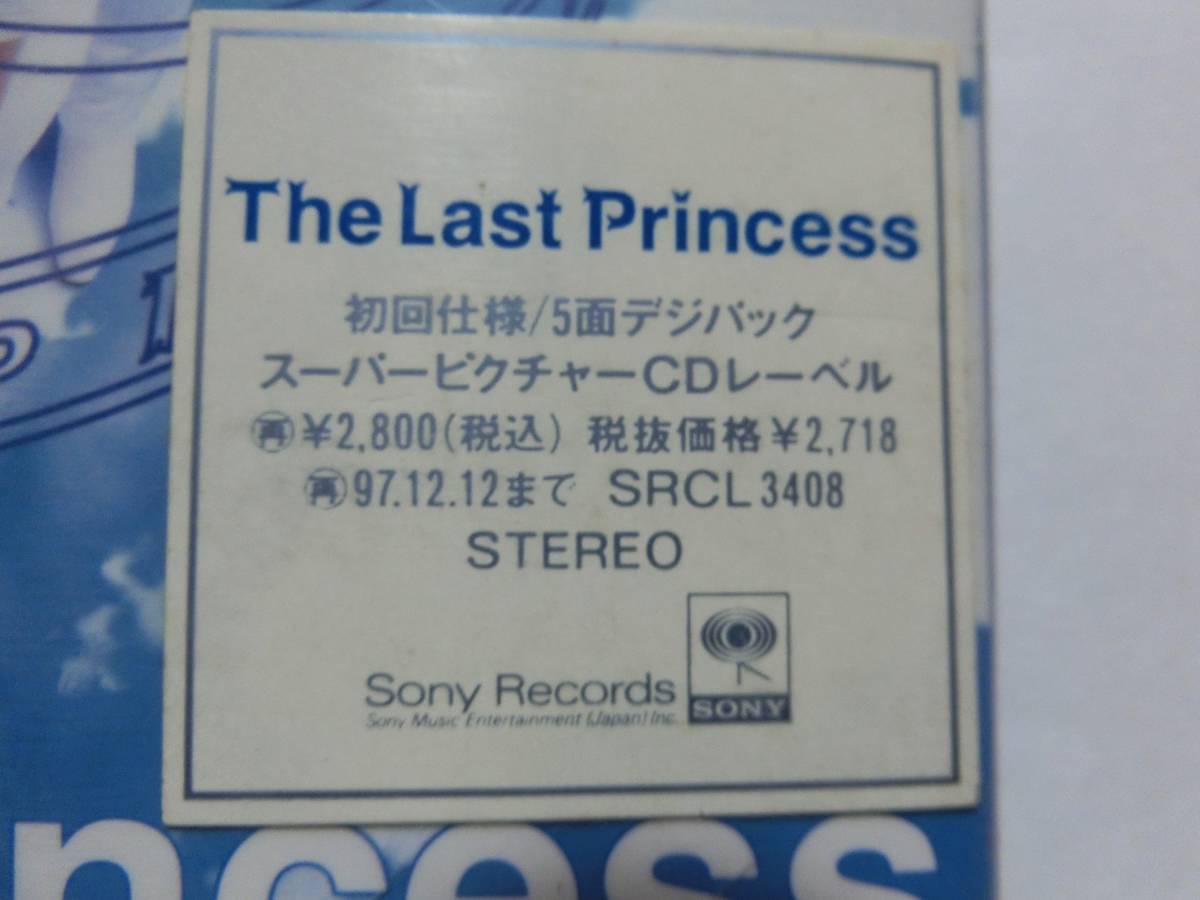 The Last Princess
初回仕様/5面デジパック
スーパーピクチャーCDレーベル
㊢¥2,800(税込) 税抜価格¥2,718
再97.12.12まで SRCL 3408
STEREO
Sony Records
Sony Music Entertainment (Japan) Inc.
SONY
ncess